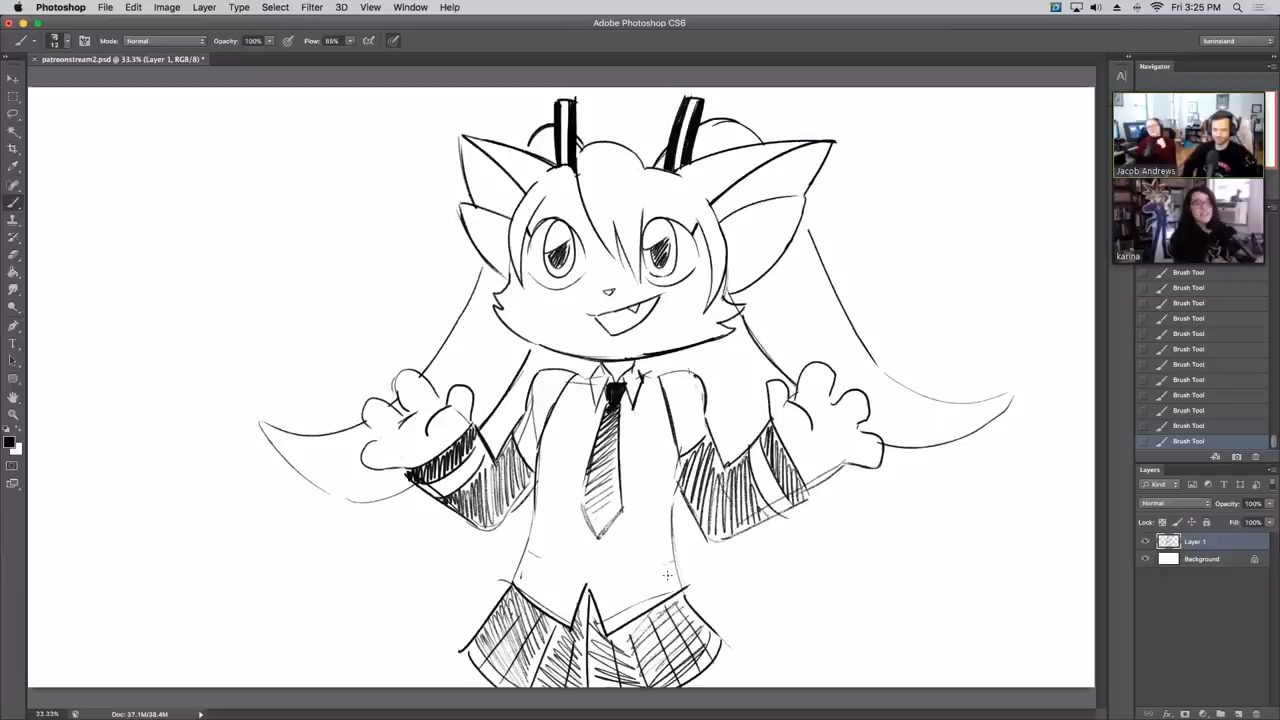 Photoshop File Edit Image Layer Type Select Filter 3D View Window Help Fri 3:25 PM
Adobe Photoshop CS6
12 Mode: Normal Opacity: 100% Flow: 85% karinsland
× patreonstream2.psd @ 33.3% (Layer 1, RGB/8) *
A|
Navigator
Jacob Andrews
karina
Brush Tool
Brush Tool
Brush Tool
Brush Tool
Brush Tool
Brush Tool
Brush Tool
Brush Tool
Brush Tool
Brush Tool
Brush Tool
Brush Tool
Layers
Kind
Normal Opacity: 100%
Lock: Fill: 100%
Layer 1
Background
33.33% Doc: 37.1M/38.4M